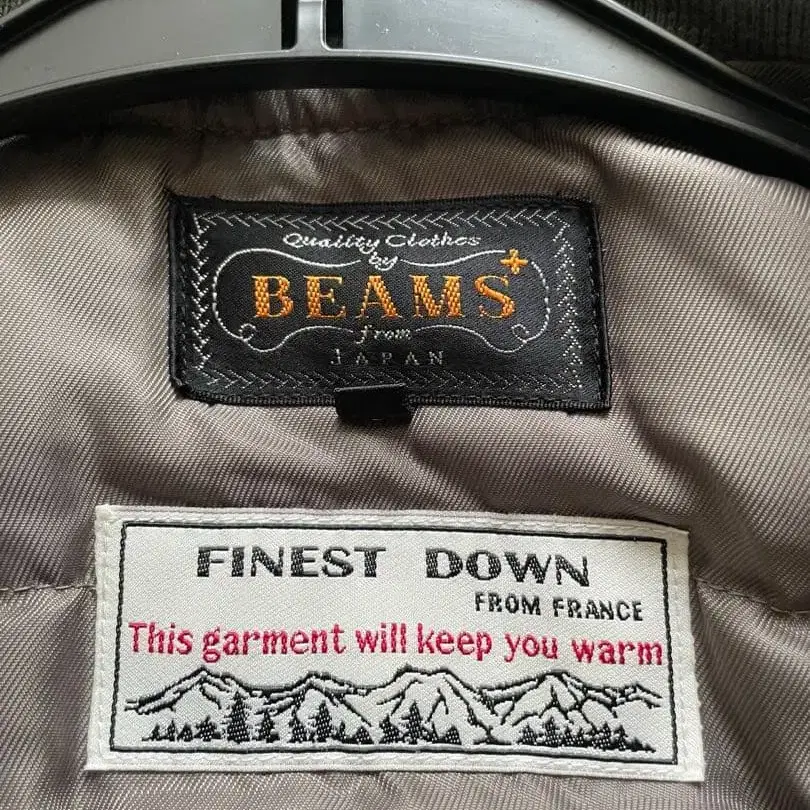 Quality Clothes
by
BEAMS+
from
JAPAN
FINEST DOWN
FROM FRANCE
This garment will keep you warm